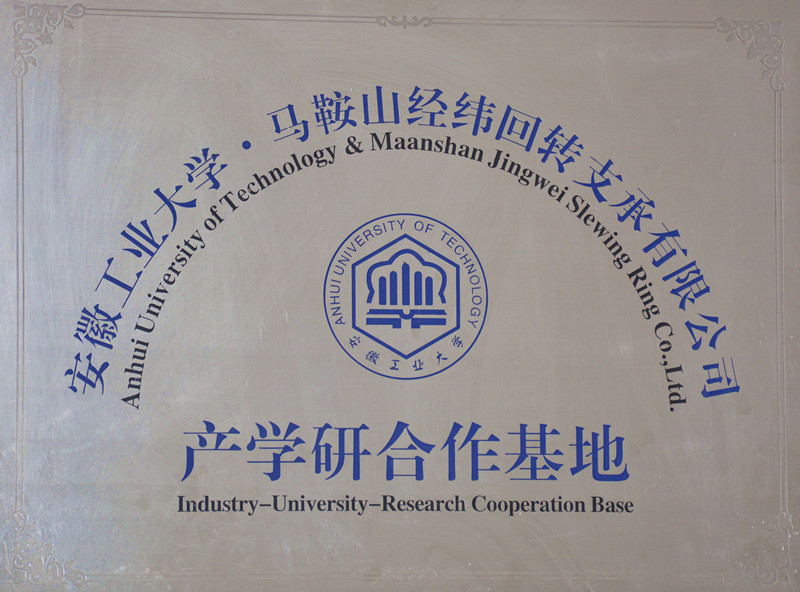 安徽工业大学·马鞍山经纬回转支承有限公司
Anhui University of Technology & Maanshan Jingwei Slewing Ring Co.,Ltd.
ANHUI UNIVERSITY OF TECHNOLOGY
安徽工业大学
产学研合作基地
Industry-University-Research Cooperation Base